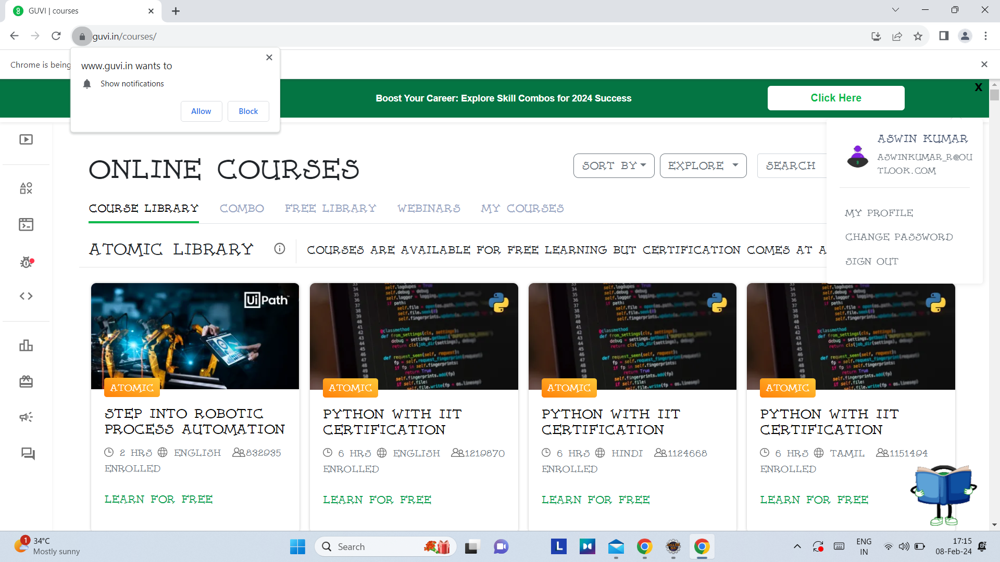 GUVI | courses
guvi.in/courses/
Chrome is being
www.guvi.in wants to
Show notifications
Allow
Block
Boost Your Career: Explore Skill Combos for 2024 Success
Click Here
X
ASWIN KUMAR
ASWINKUMAR_R@OU
TLOOK.COM
MY PROFILE
CHANGE PASSWORD
SIGN OUT
ONLINE COURSES
SORT BY
EXPLORE
SEARCH
COURSE LIBRARY
COMBO
FREE LIBRARY
WEBINARS
MY COURSES
ATOMIC LIBRARY
COURSES ARE AVAILABLE FOR FREE LEARNING BUT CERTIFICATION COMES AT A
UiPath
ATOMIC
STEP INTO ROBOTIC
PROCESS AUTOMATION
2 HRS ENGLISH 832935
ENROLLED
LEARN FOR FREE
ATOMIC
PYTHON WITH IIT
CERTIFICATION
6 HRS ENGLISH 1219870
ENROLLED
LEARN FOR FREE
ATOMIC
PYTHON WITH IIT
CERTIFICATION
6 HRS HINDI 1124668
ENROLLED
LEARN FOR FREE
ATOMIC
PYTHON WITH IIT
CERTIFICATION
6 HRS TAMIL 1151494
ENROLLED
LEARN FOR FREE
1
34°C
Mostly sunny
Search
L
ENG
IN
17:15
08-Feb-24